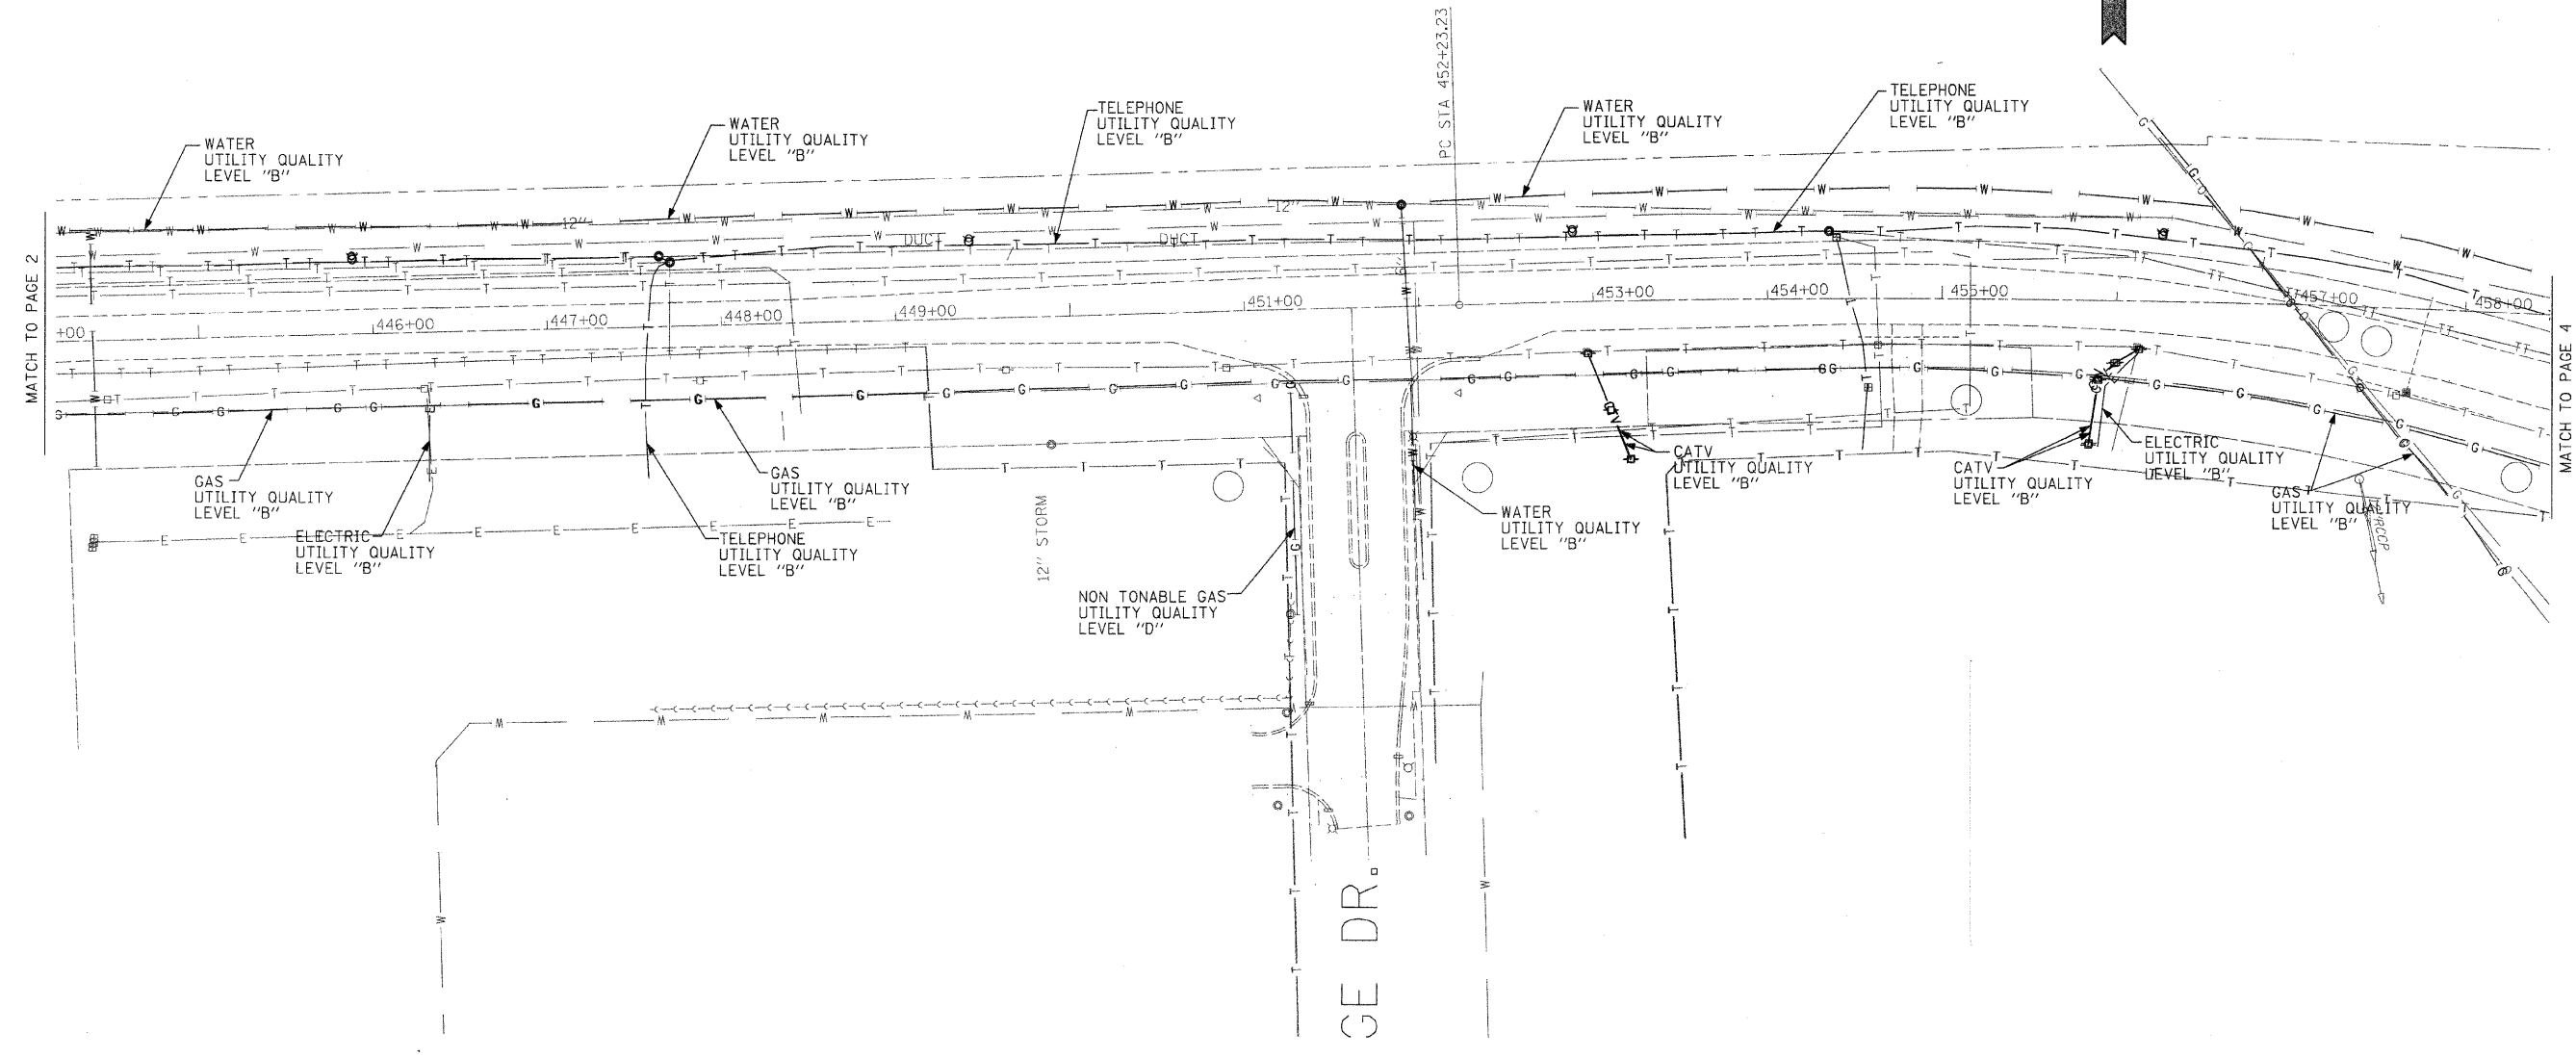 PC STA 452+23.23
WATER
UTILITY QUALITY
LEVEL "B"
WATER
UTILITY QUALITY
LEVEL "B"
TELEPHONE
UTILITY QUALITY
LEVEL "B"
WATER
UTILITY QUALITY
LEVEL "B"
TELEPHONE
UTILITY QUALITY
LEVEL "B"
MATCH TO PAGE 2
12"
12"
DUCT
DUCT
+00
446+00
447+00
448+00
449+00
451+00
453+00
454+00
455+00
457+00
458+00
MATCH TO PAGE 4
GAS
UTILITY QUALITY
LEVEL "B"
ELECTRIC
UTILITY QUALITY
LEVEL "B"
TELEPHONE
UTILITY QUALITY
LEVEL "B"
GAS
UTILITY QUALITY
LEVEL "B"
12" STORM
NON TONABLE GAS
UTILITY QUALITY
LEVEL "D"
WATER
UTILITY QUALITY
LEVEL "B"
CATV
UTILITY QUALITY
LEVEL "B"
CATV
UTILITY QUALITY
LEVEL "B"
ELECTRIC
UTILITY QUALITY
LEVEL "B"
GAS
UTILITY QUALITY
LEVEL "B"
GE DR.